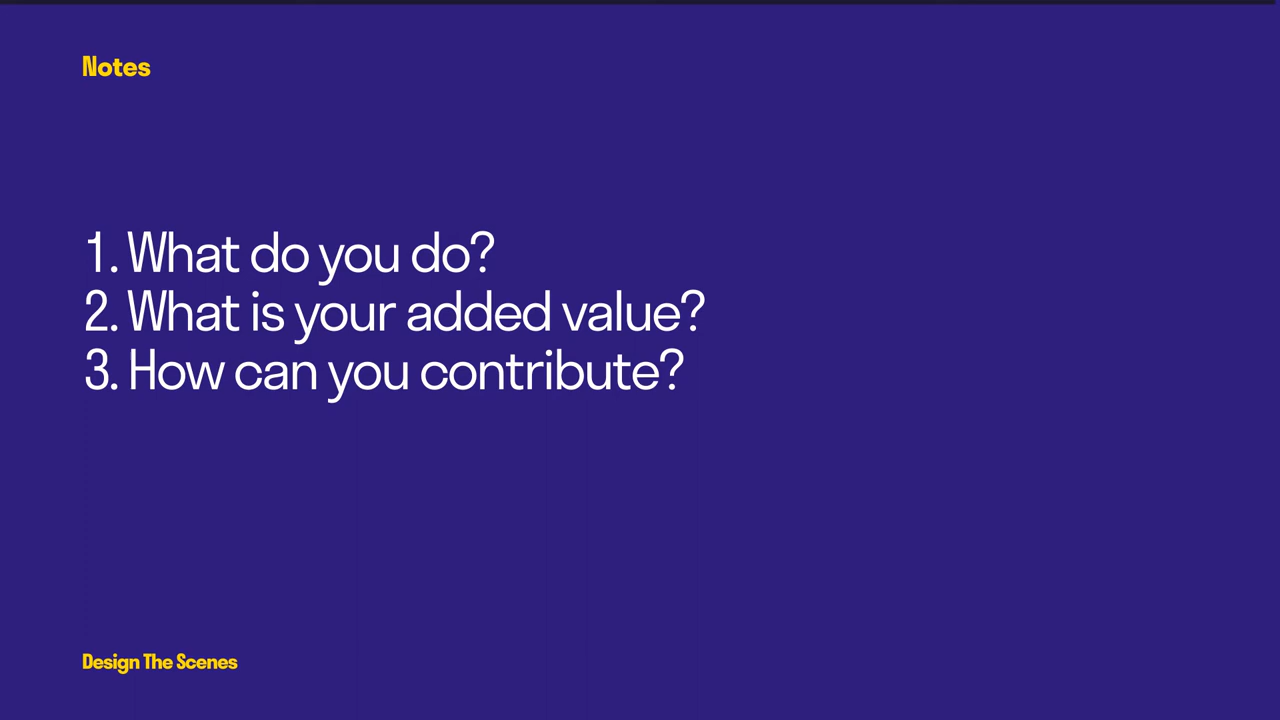 Notes
1. What do you do?
2. What is your added value?
3. How can you contribute?
Design The Scenes